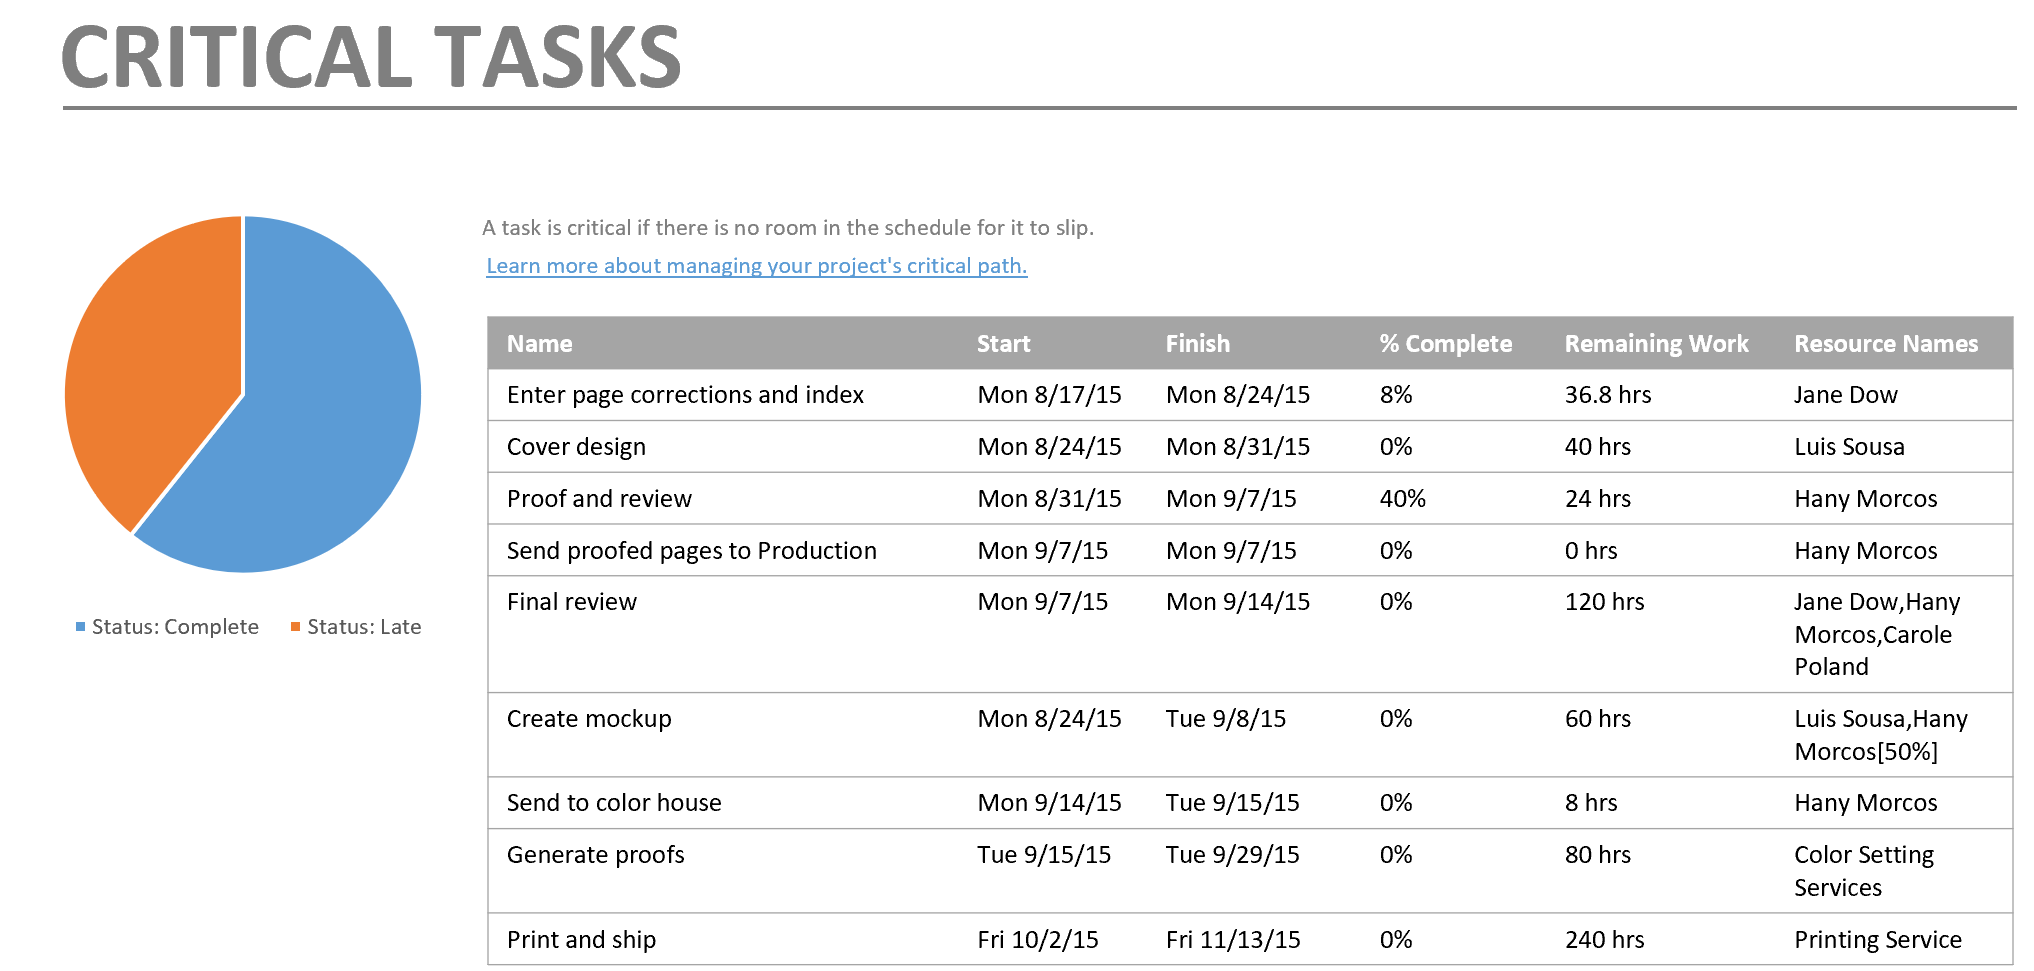 CRITICAL TASKS
A task is critical if there is no room in the schedule for it to slip.
Learn more about managing your project's critical path.
Status: Complete Status: Late
Name Start Finish % Complete Remaining Work Resource Names
Enter page corrections and index Mon 8/17/15 Mon 8/24/15 8% 36.8 hrs Jane Dow
Cover design Mon 8/24/15 Mon 8/31/15 0% 40 hrs Luis Sousa
Proof and review Mon 8/31/15 Mon 9/7/15 40% 24 hrs Hany Morcos
Send proofed pages to Production Mon 9/7/15 Mon 9/7/15 0% 0 hrs Hany Morcos
Final review Mon 9/7/15 Mon 9/14/15 0% 120 hrs Jane Dow,Hany
Morcos,Carole
Poland
Create mockup Mon 8/24/15 Tue 9/8/15 0% 60 hrs Luis Sousa,Hany
Morcos[50%]
Send to color house Mon 9/14/15 Tue 9/15/15 0% 8 hrs Hany Morcos
Generate proofs Tue 9/15/15 Tue 9/29/15 0% 80 hrs Color Setting
Services
Print and ship Fri 10/2/15 Fri 11/13/15 0% 240 hrs Printing Service